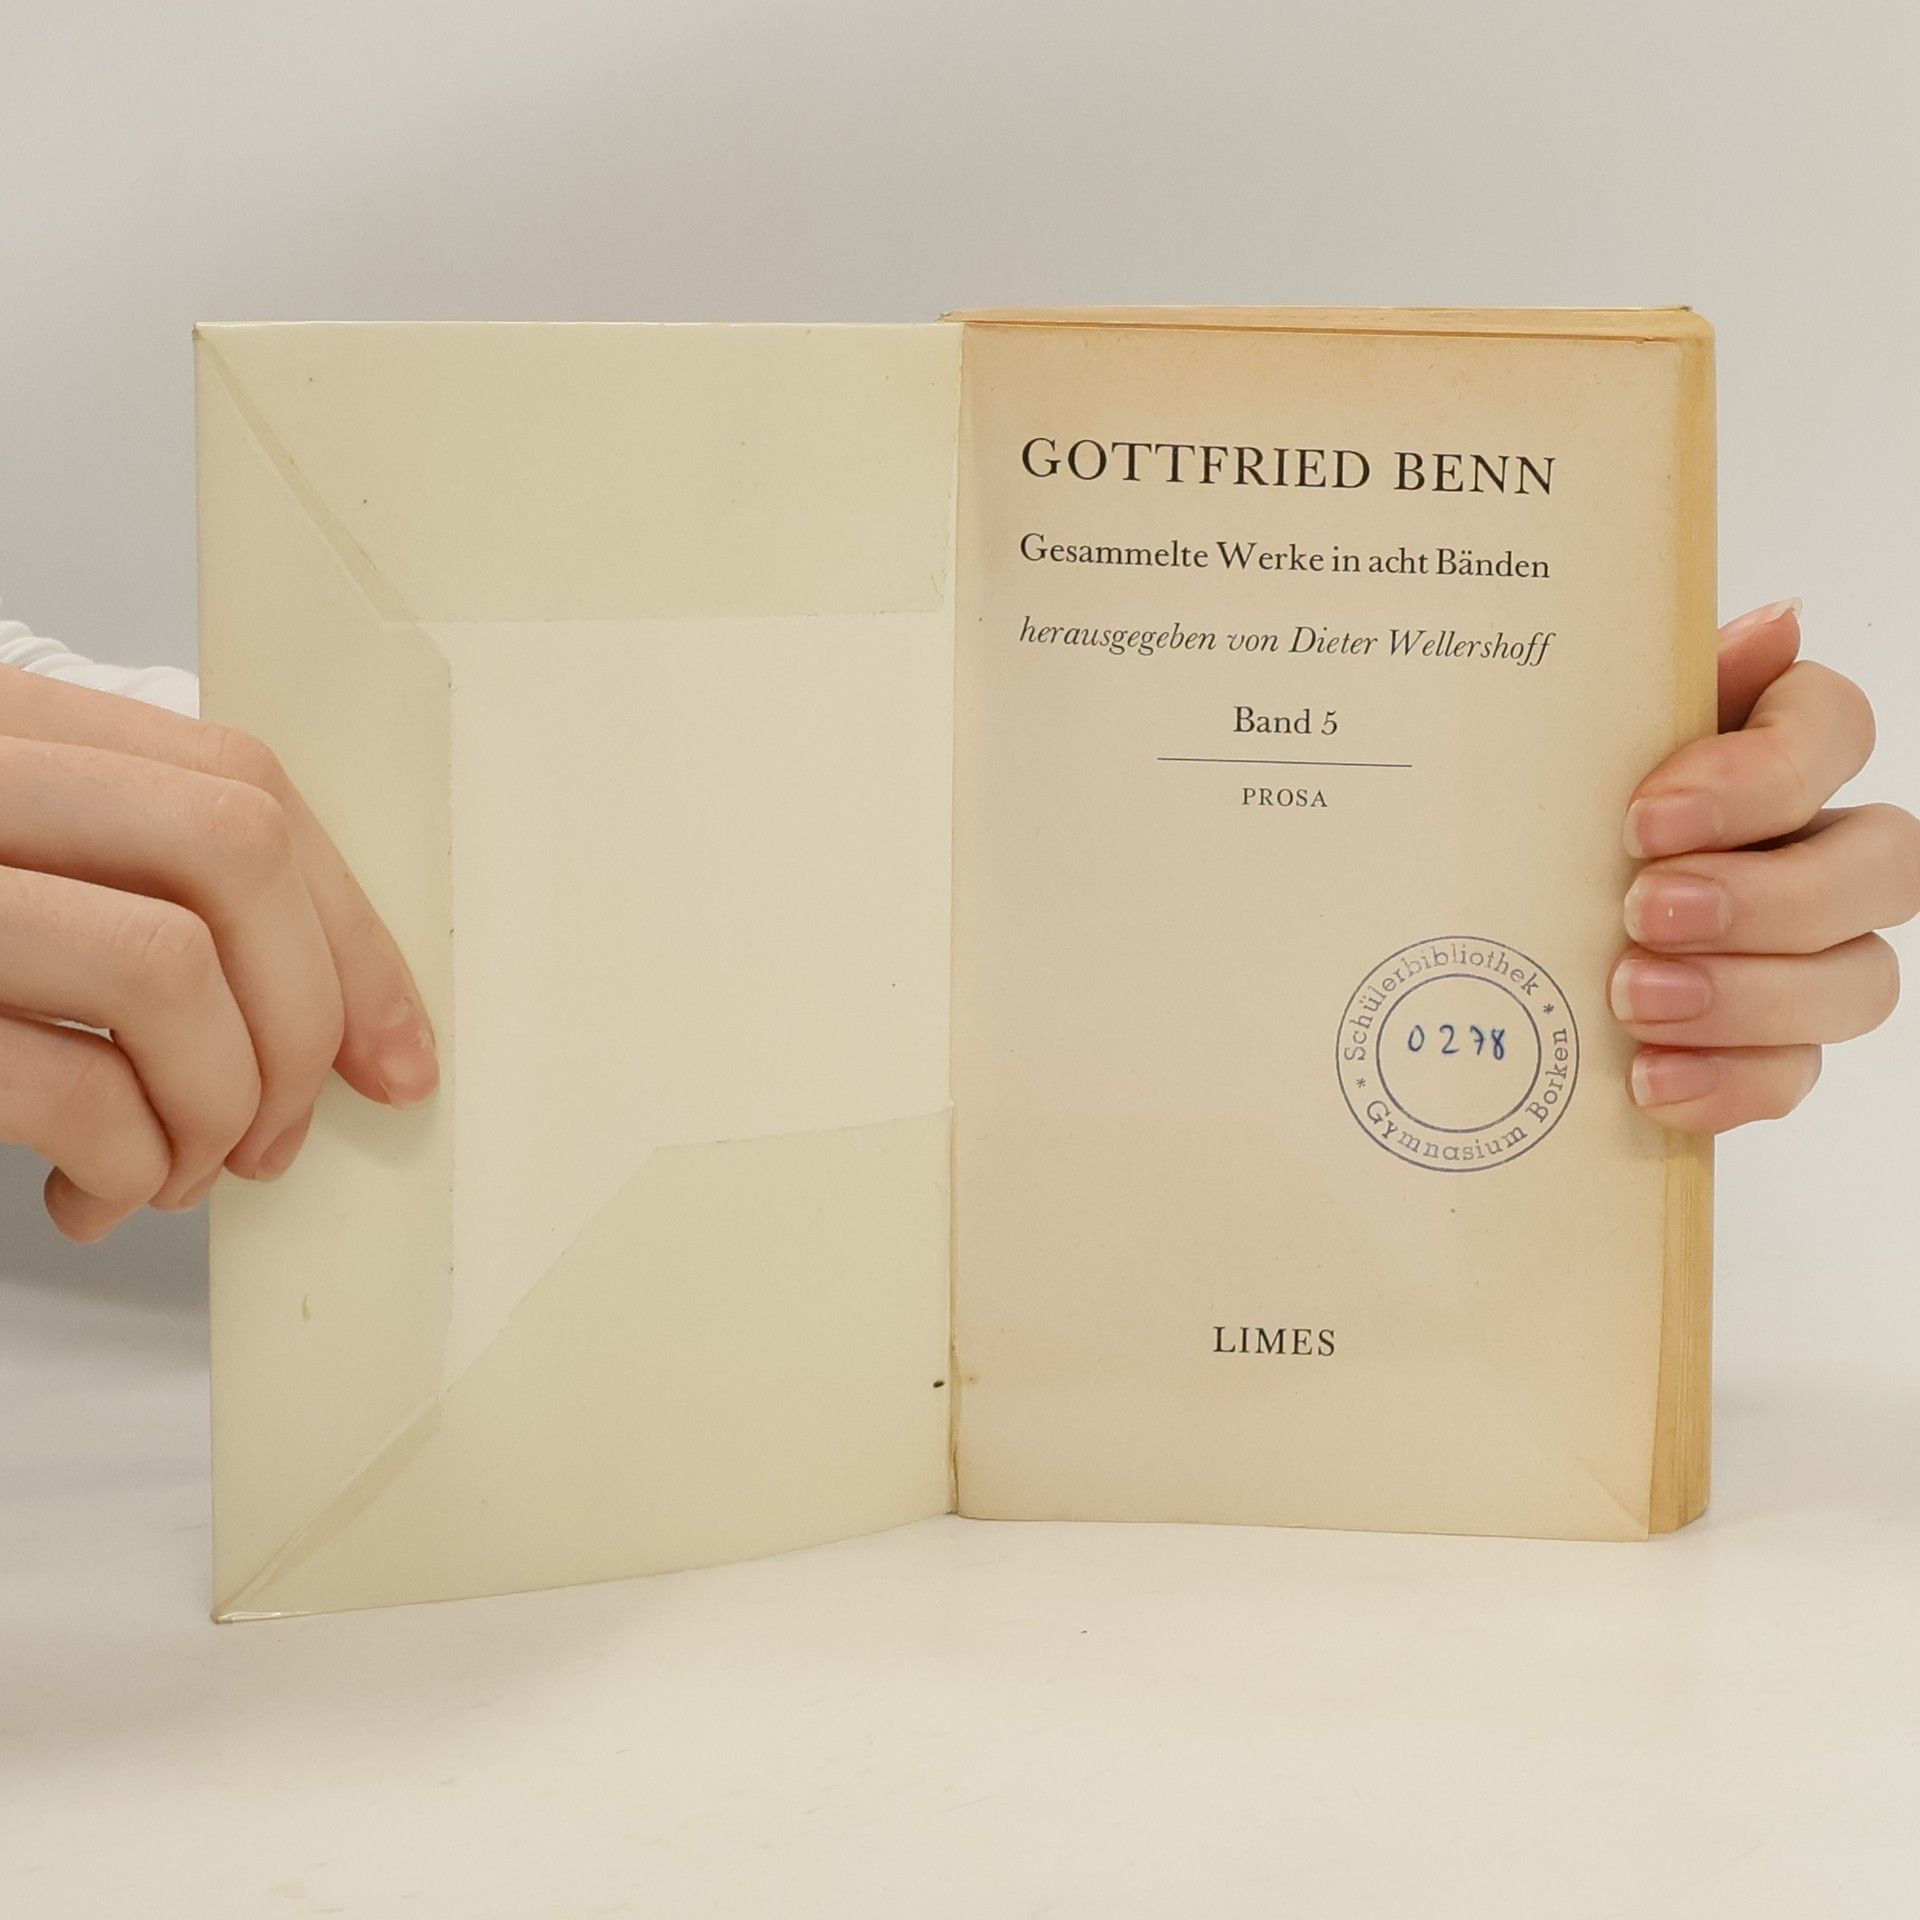 GOTTFRIED BENN
Gesammelte Werke in acht Bänden
herausgegeben von Dieter Wellershoff
Band 5
PROSA
* Schülerbibliothek *
0278
Gymnasium Borken
LIMES